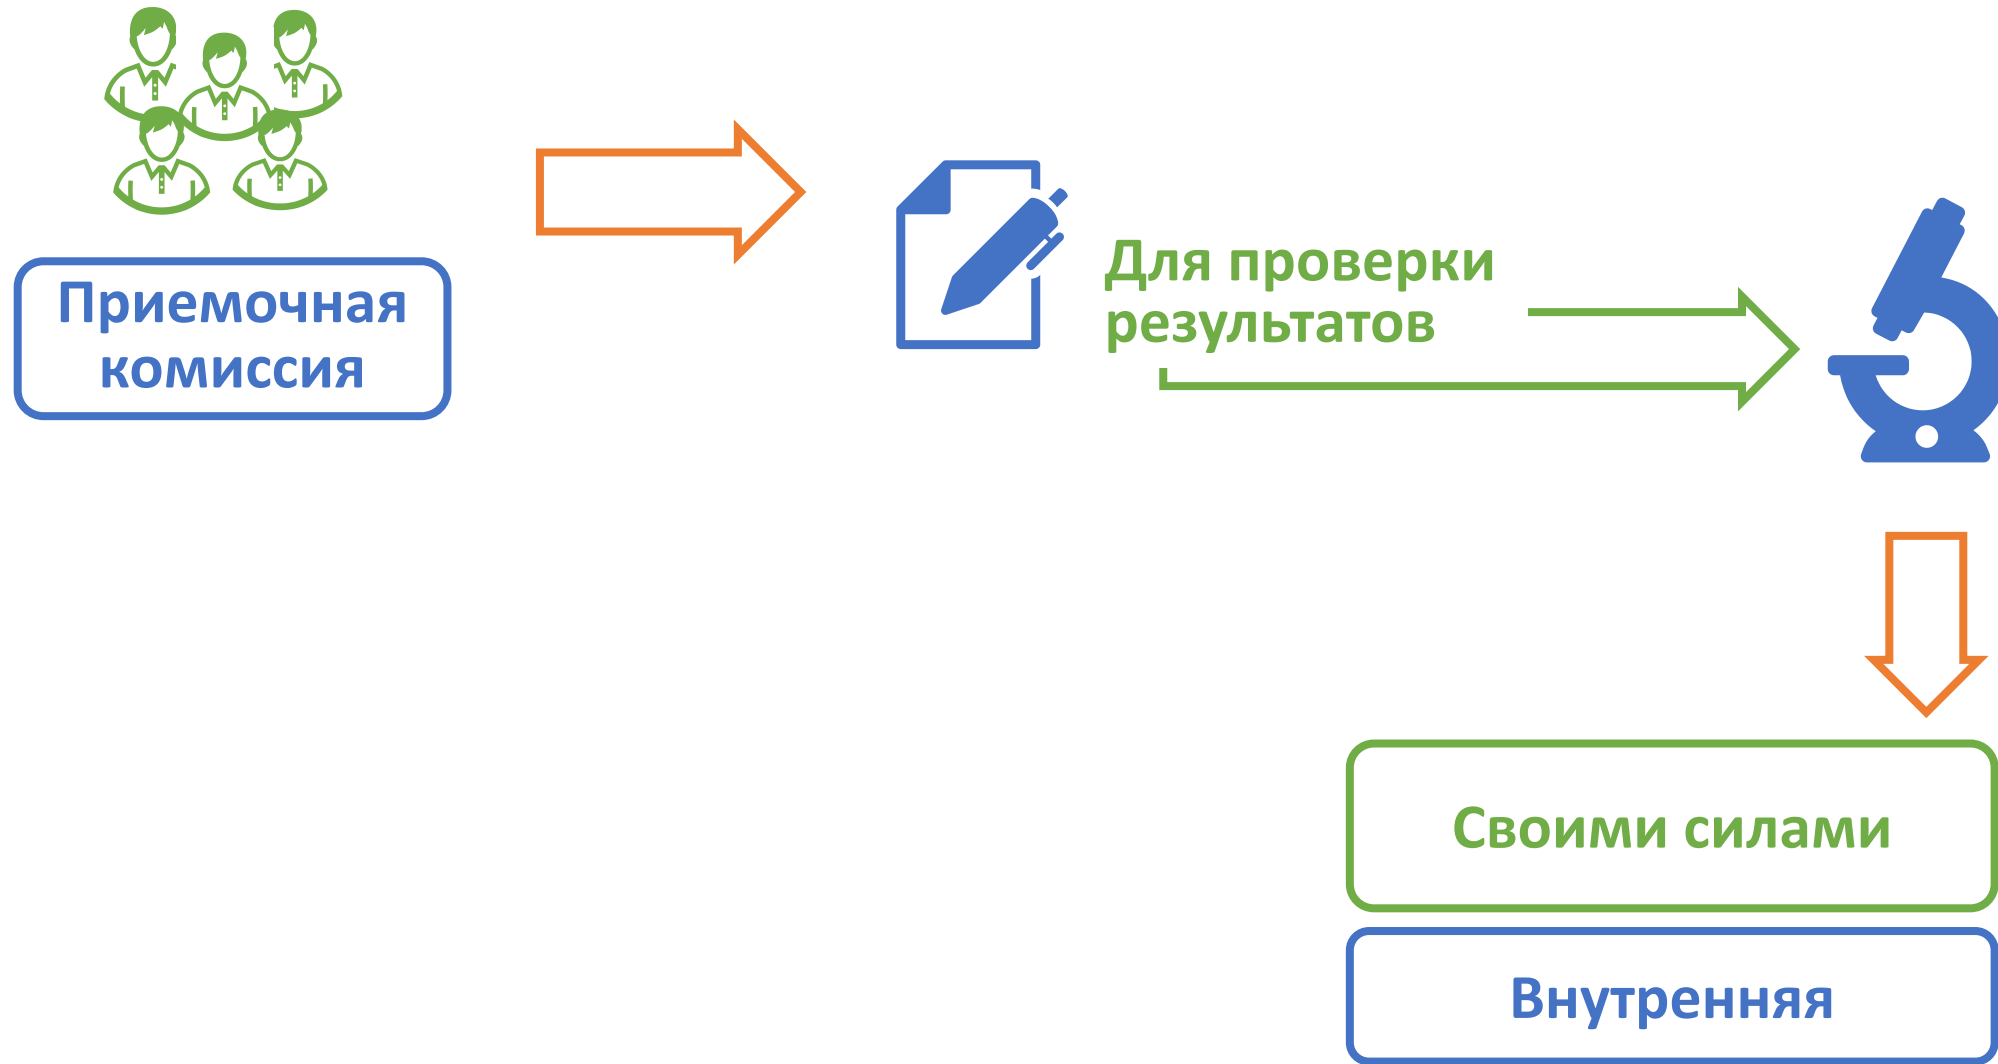 Приемочная
комиссия
Для проверки
результатов
Своими силами
Внутренняя